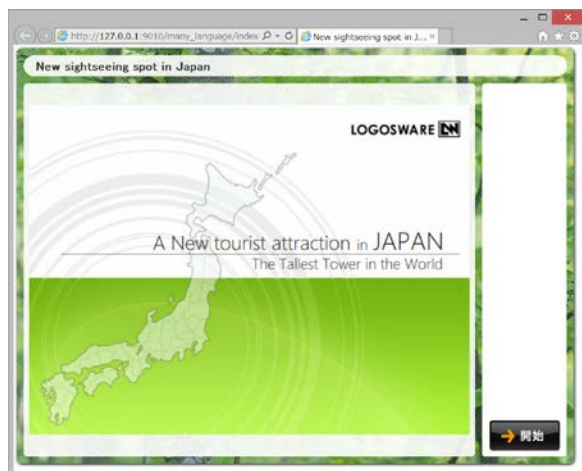 http://127.0.0.1:9010/many_language/index
New sightseeing spot in J...
New sightseeing spot in Japan
LOGOSWARE
A New tourist attraction in JAPAN
The Tallest Tower in the World
開始